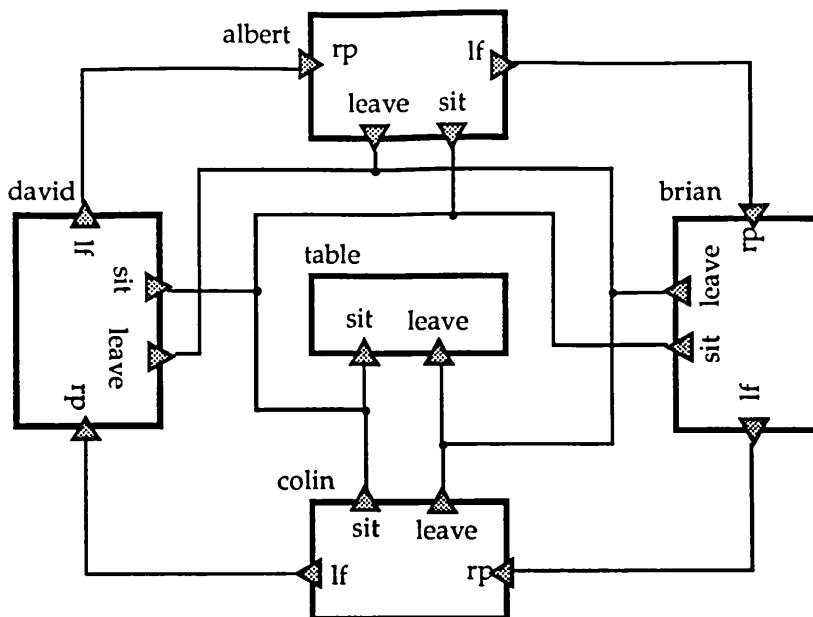 albert
rp
lf
leave sit
david
brian
lf
rp
sit
leave
table
leave
sit
sit leave
rp
lf
colin
sit
leave
lf
rp